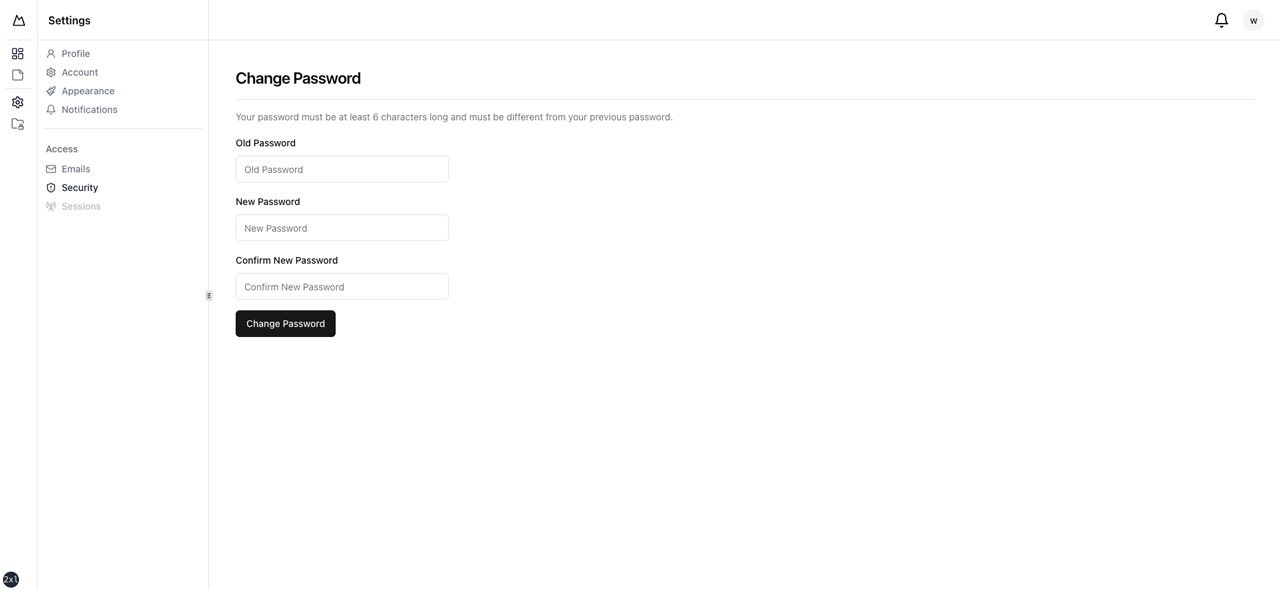 Settings
w
Profile
Account
Appearance
Notifications
Access
Emails
Security
Sessions
Change Password
Your password must be at least 6 characters long and must be different from your previous password.
Old Password
Old Password
New Password
New Password
Confirm New Password
Confirm New Password
Change Password
2xl